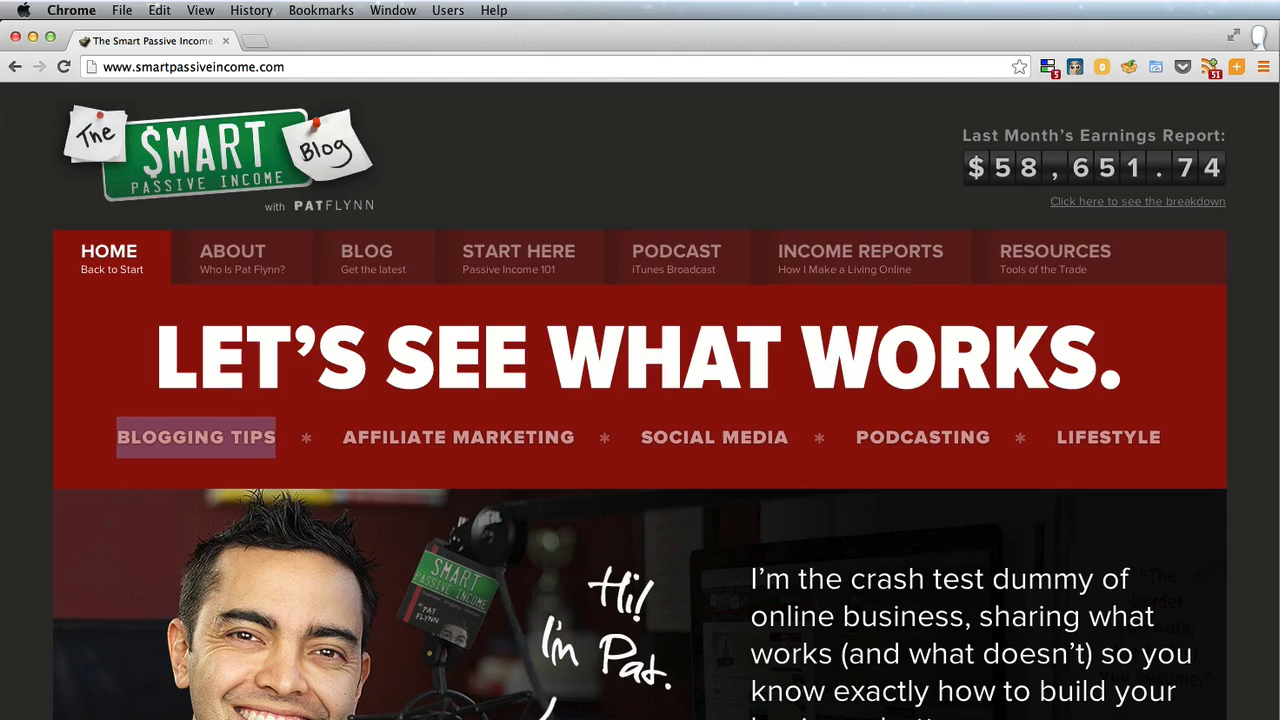 Chrome File Edit View History Bookmarks Window Users Help
The Smart Passive Income
www.smartpassiveincome.com
5
51
The $MART Blog
PASSIVE INCOME
with PATFLYNN
Last Month's Earnings Report:
$58,651.74
Click here to see the breakdown
HOME ABOUT BLOG START HERE PODCAST INCOME REPORTS RESOURCES
Back to Start Who Is Pat Flynn? Get the latest Passive Income 101 iTunes Broadcast How I Make a Living Online Tools of the Trade
LET'S SEE WHAT WORKS.
BLOGGING TIPS * AFFILIATE MARKETING * SOCIAL MEDIA * PODCASTING * LIFESTYLE
SMART
PASSIVE INCOME
PAT
FLYNN
Hi!
I'm Pat.
I'm the crash test dummy of
online business, sharing what
works (and what doesn't) so you
know exactly how to build your